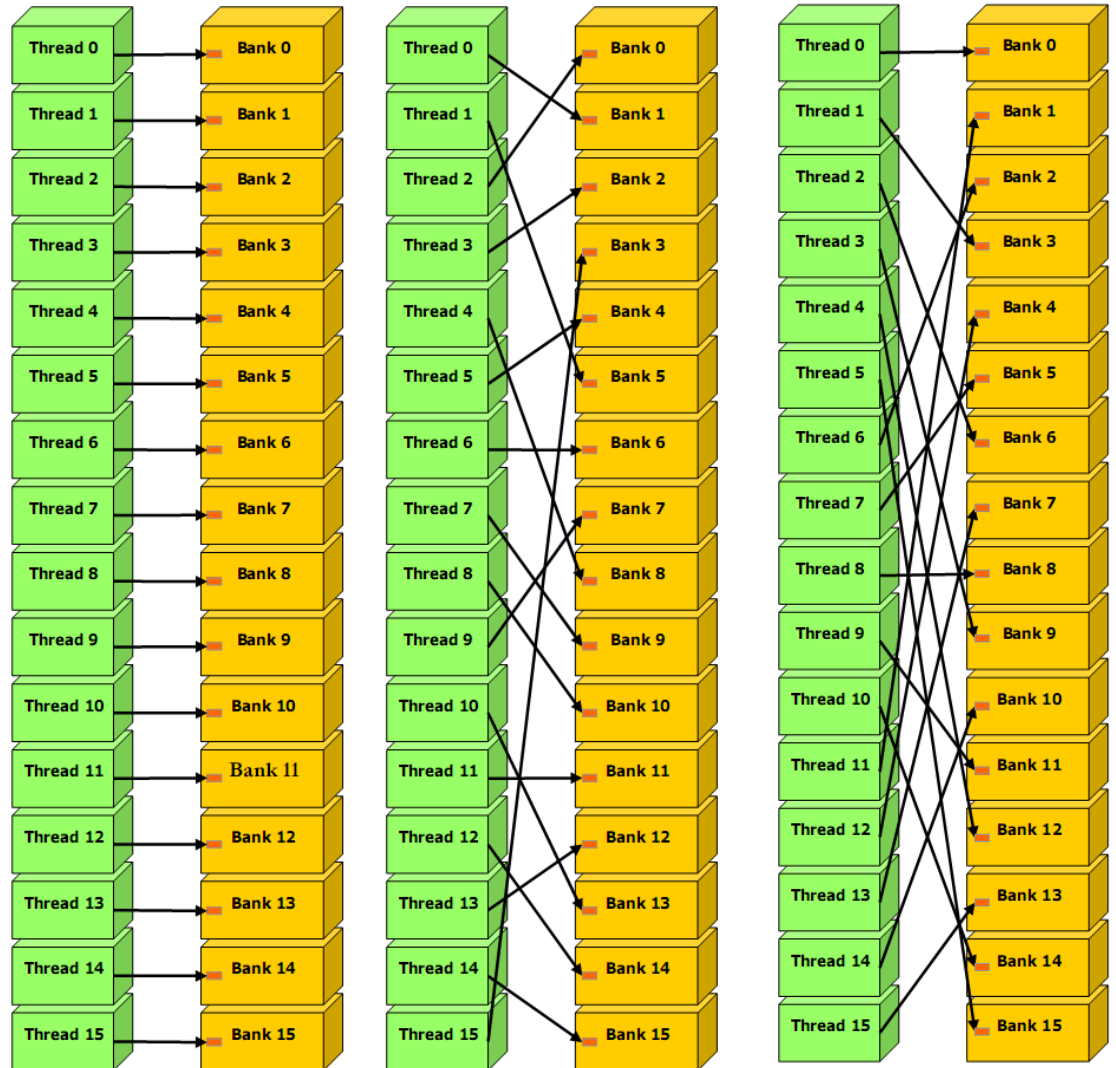 Thread 0
Bank 0
Thread 1
Bank 1
Thread 2
Bank 2
Thread 3
Bank 3
Thread 4
Bank 4
Thread 5
Bank 5
Thread 6
Bank 6
Thread 7
Bank 7
Thread 8
Bank 8
Thread 9
Bank 9
Thread 10
Bank 10
Thread 11
Bank 11
Thread 12
Bank 12
Thread 13
Bank 13
Thread 14
Bank 14
Thread 15
Bank 15
Thread 0
Bank 0
Thread 1
Bank 1
Thread 2
Bank 2
Thread 3
Bank 3
Thread 4
Bank 4
Thread 5
Bank 5
Thread 6
Bank 6
Thread 7
Bank 7
Thread 8
Bank 8
Thread 9
Bank 9
Thread 10
Bank 10
Thread 11
Bank 11
Thread 12
Bank 12
Thread 13
Bank 13
Thread 14
Bank 14
Thread 15
Bank 15
Thread 0
Bank 0
Thread 1
Bank 1
Thread 2
Bank 2
Thread 3
Bank 3
Thread 4
Bank 4
Thread 5
Bank 5
Thread 6
Bank 6
Thread 7
Bank 7
Thread 8
Bank 8
Thread 9
Bank 9
Thread 10
Bank 10
Thread 11
Bank 11
Thread 12
Bank 12
Thread 13
Bank 13
Thread 14
Bank 14
Thread 15
Bank 15